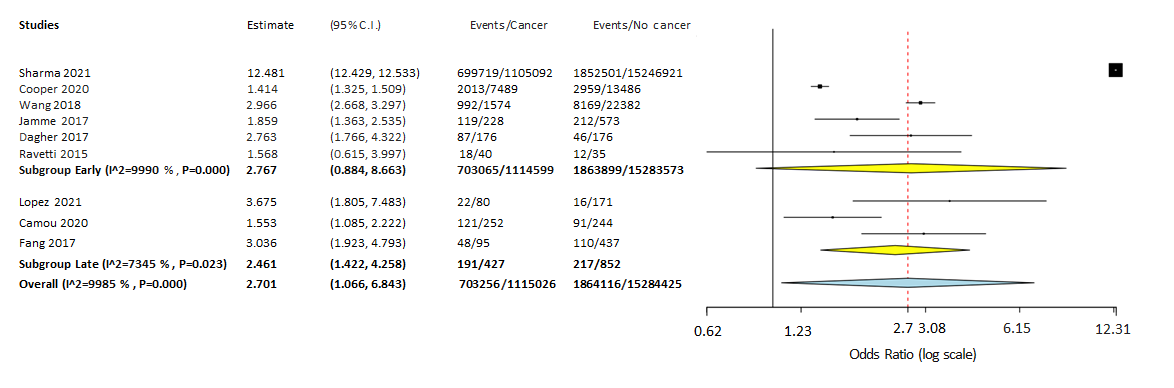 Studies Estimate (95%C.I.) Events/Cancer Events/No cancer
Sharma 2021 12.481 (12.429, 12.533) 699719/1105092 1852501/15246921
Cooper 2020 1.414 (1.325, 1.509) 2013/7489 2959/13486
Wang 2018 2.966 (2.668, 3.297) 992/1574 8169/22382
Jamme 2017 1.859 (1.363, 2.535) 119/228 212/573
Dagher 2017 2.763 (1.766, 4.322) 87/176 46/176
Ravetti 2015 1.568 (0.615, 3.997) 18/40 12/35
Subgroup Early (I^2=9990 % , P=0.000) 2.767 (0.884, 8.663) 703065/1114599 1863899/15283573
Lopez 2021 3.675 (1.805, 7.483) 22/80 16/171
Camou 2020 1.553 (1.085, 2.222) 121/252 91/244
Fang 2017 3.036 (1.923, 4.793) 48/95 110/437
Subgroup Late (I^2=7345 % , P=0.023) 2.461 (1.422, 4.258) 191/427 217/852
Overall (I^2=9985 % , P=0.000) 2.701 (1.066, 6.843) 703256/1115026 1864116/15284425
0.62 1.23 2.7 3.08 6.15 12.31
Odds Ratio (log scale)